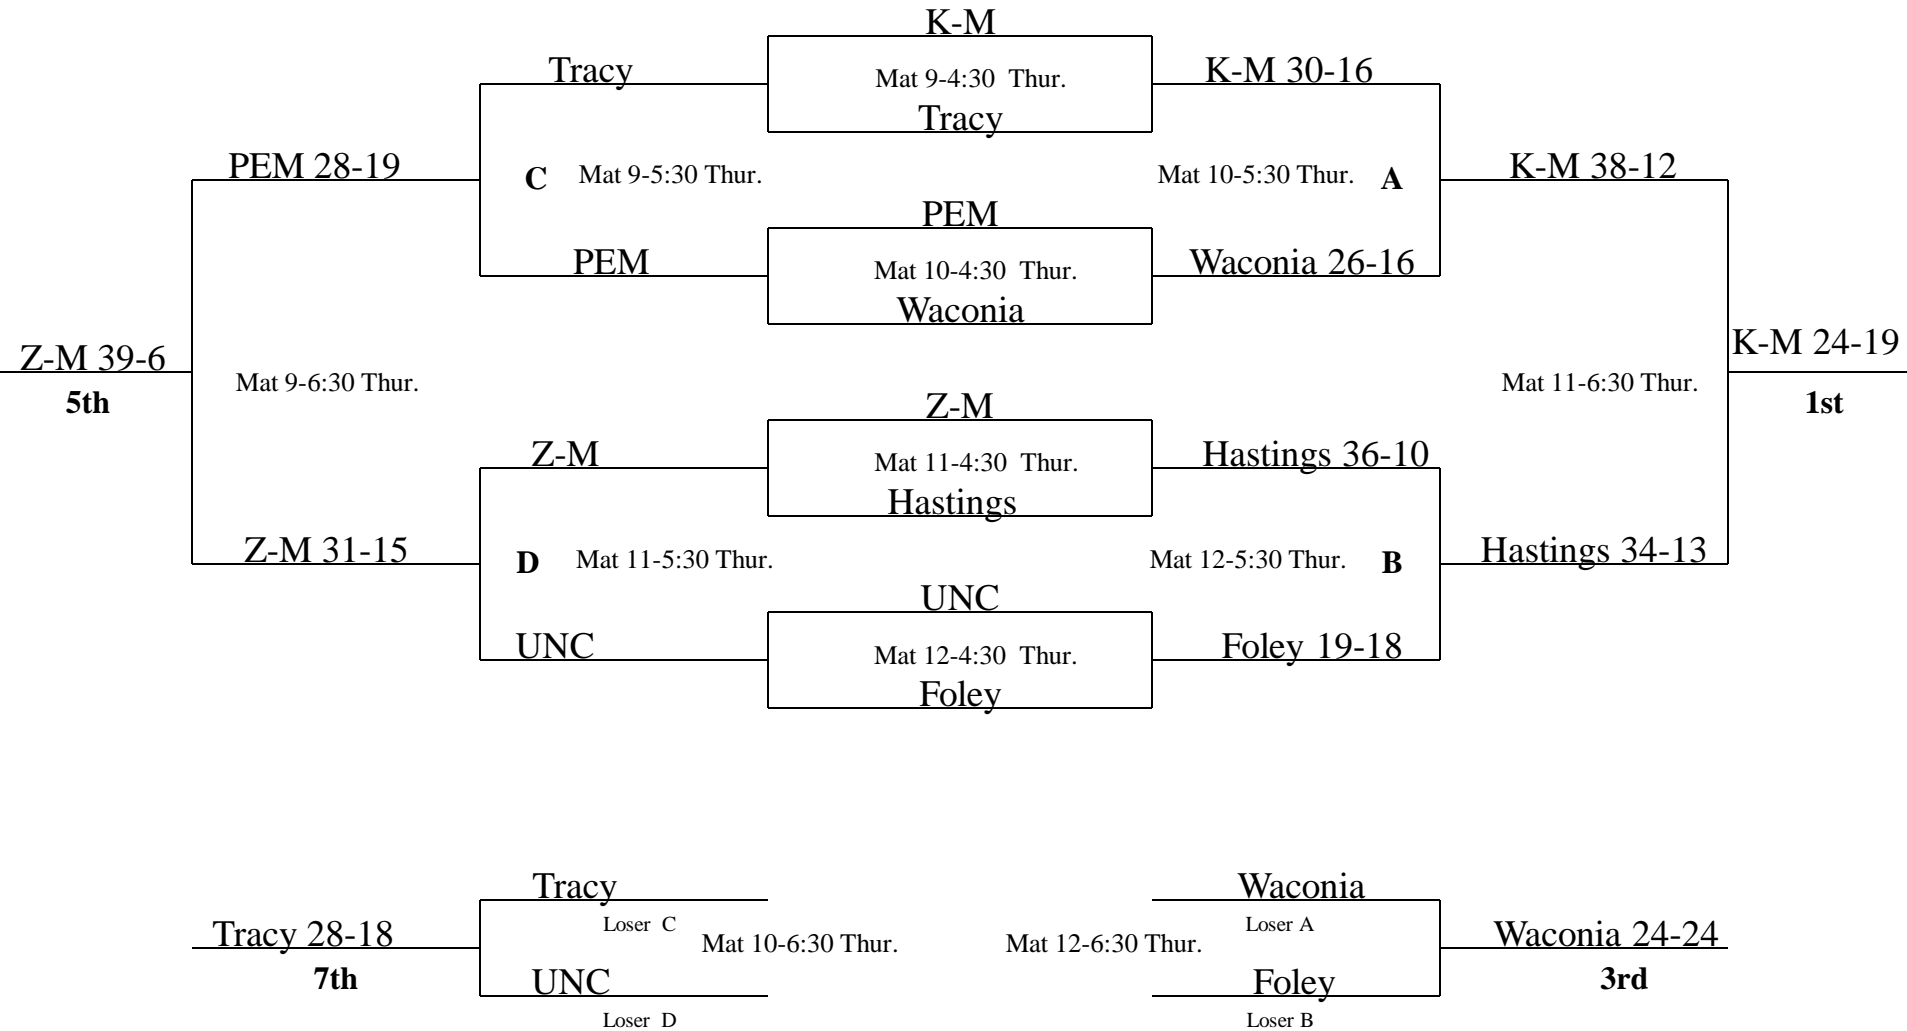 K-M
Tracy
Mat 9-4:30 Thur.
K-M 30-16
Tracy
PEM 28-19
C
Mat 9-5:30 Thur.
Mat 10-5:30 Thur.
A
K-M 38-12
PEM
PEM
Mat 10-4:30 Thur.
Waconia 26-16
Waconia
Z-M 39-6
K-M 24-19
5th
Mat 9-6:30 Thur.
Mat 11-6:30 Thur.
1st
Z-M
Z-M
Mat 11-4:30 Thur.
Hastings 36-10
Hastings
Z-M 31-15
D
Mat 11-5:30 Thur.
Mat 12-5:30 Thur.
B
Hastings 34-13
UNC
UNC
Mat 12-4:30 Thur.
Foley 19-18
Foley
Tracy
Waconia
Loser C
Loser A
Tracy 28-18
Mat 10-6:30 Thur.
Mat 12-6:30 Thur.
Waconia 24-24
7th
UNC
Foley
3rd
Loser D
Loser B